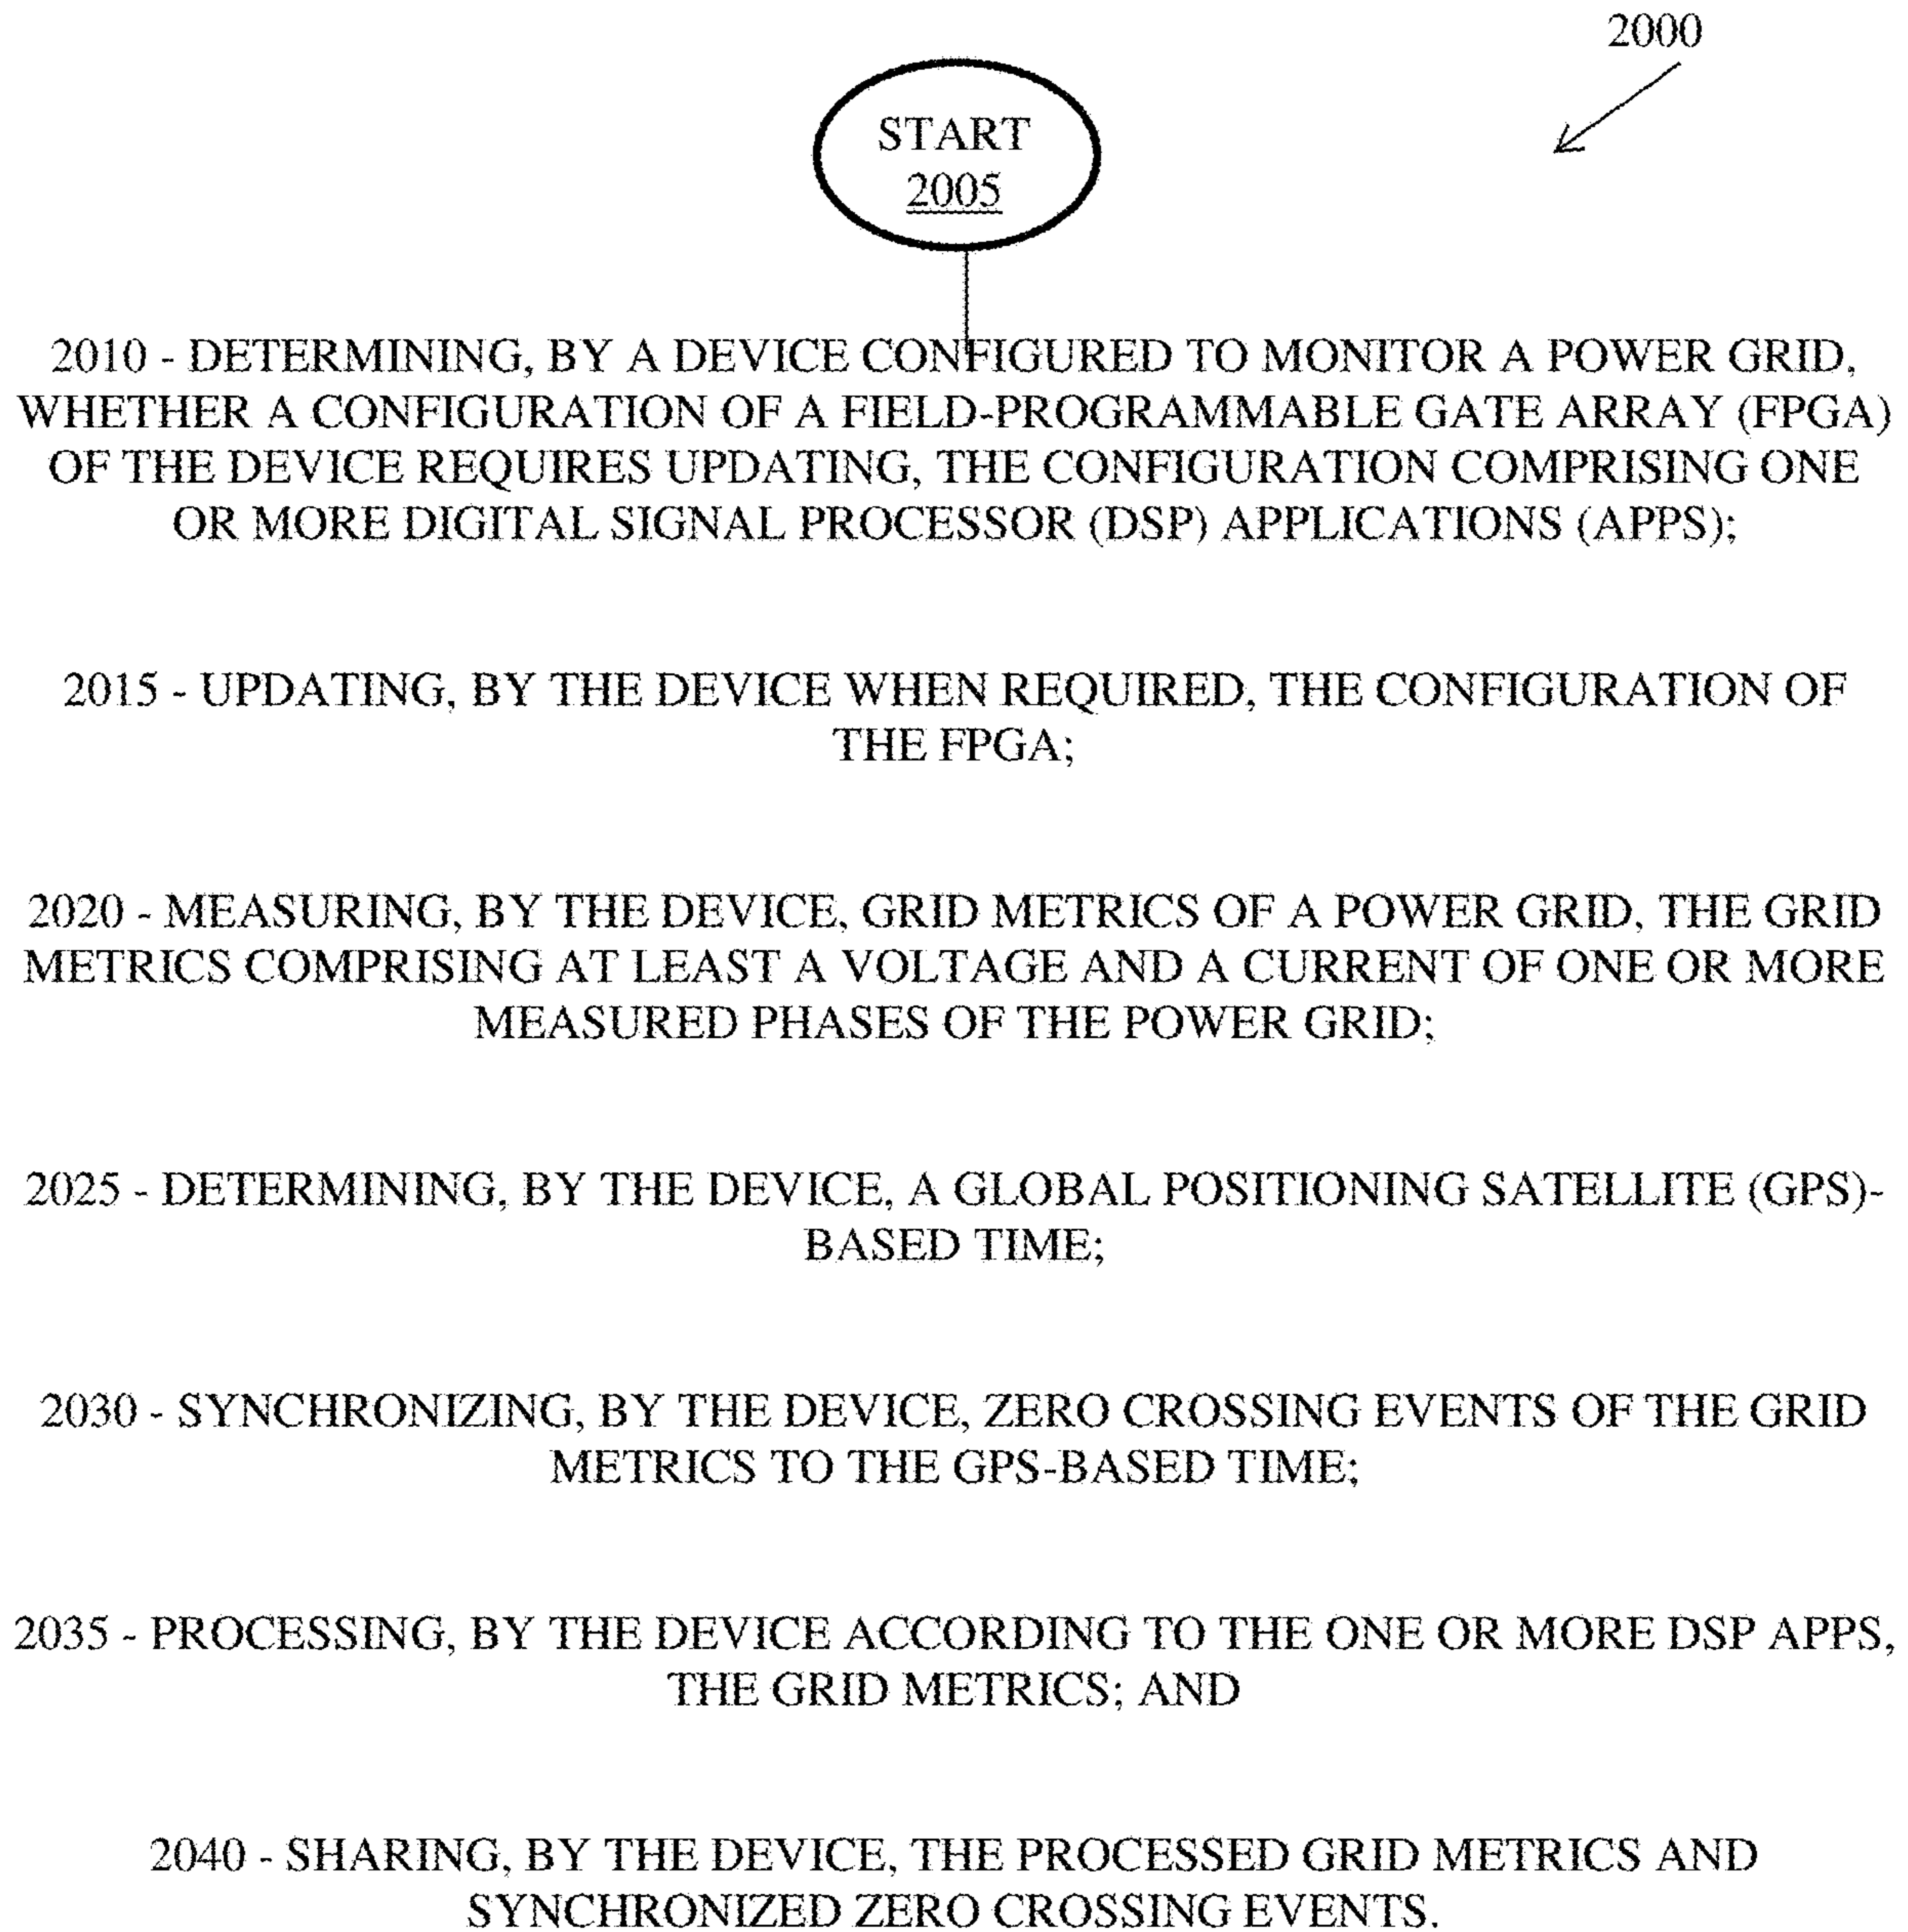 2000
START
2005
2010 - DETERMINING, BY A DEVICE CONFIGURED TO MONITOR A POWER GRID,
WHETHER A CONFIGURATION OF A FIELD-PROGRAMMABLE GATE ARRAY (FPGA)
OF THE DEVICE REQUIRES UPDATING, THE CONFIGURATION COMPRISING ONE
OR MORE DIGITAL SIGNAL PROCESSOR (DSP) APPLICATIONS (APPS);
2015 - UPDATING, BY THE DEVICE WHEN REQUIRED, THE CONFIGURATION OF
THE FPGA;
2020 - MEASURING, BY THE DEVICE, GRID METRICS OF A POWER GRID, THE GRID
METRICS COMPRISING AT LEAST A VOLTAGE AND A CURRENT OF ONE OR MORE
MEASURED PHASES OF THE POWER GRID;
2025 - DETERMINING, BY THE DEVICE, A GLOBAL POSITIONING SATELLITE (GPS)-
BASED TIME;
2030 - SYNCHRONIZING, BY THE DEVICE, ZERO CROSSING EVENTS OF THE GRID
METRICS TO THE GPS-BASED TIME;
2035 - PROCESSING, BY THE DEVICE ACCORDING TO THE ONE OR MORE DSP APPS,
THE GRID METRICS; AND
2040 - SHARING, BY THE DEVICE, THE PROCESSED GRID METRICS AND
SYNCHRONIZED ZERO CROSSING EVENTS.